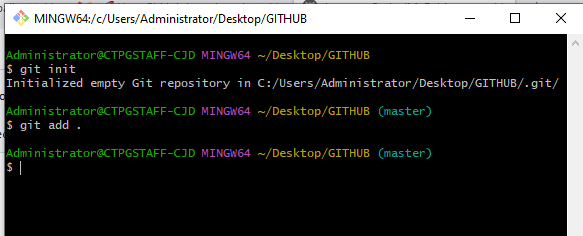 MINGW64:/c/Users/Administrator/Desktop/GITHUB
Administrator@CTPGSTAFF-CJD MINGW64 ~/Desktop/GITHUB
$ git init
Initialized empty Git repository in C:/Users/Administrator/Desktop/GITHUB/.git/
Administrator@CTPGSTAFF-CJD MINGW64 ~/Desktop/GITHUB (master)
$ git add .
Administrator@CTPGSTAFF-CJD MINGW64 ~/Desktop/GITHUB (master)
$